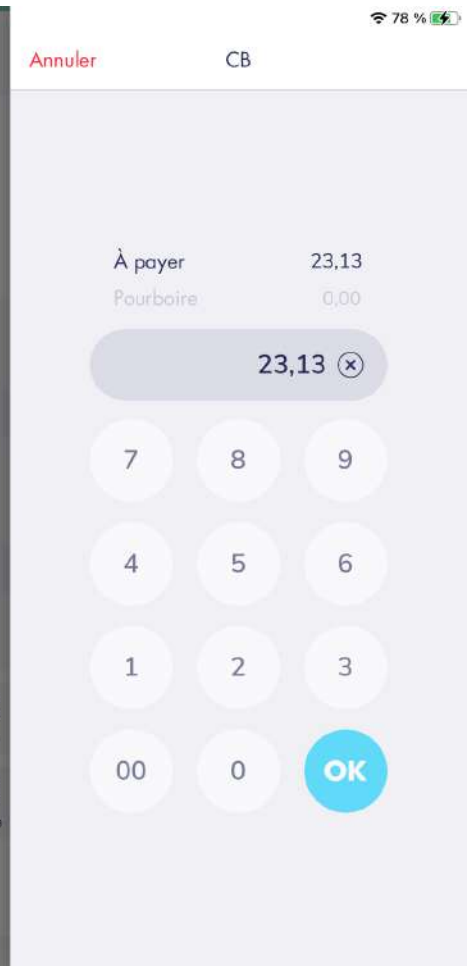 78 %
Annuler CB
À payer 23,13
Pourboire 0,00
23,13
7 8 9
4 5 6
1 2 3
00 0 OK